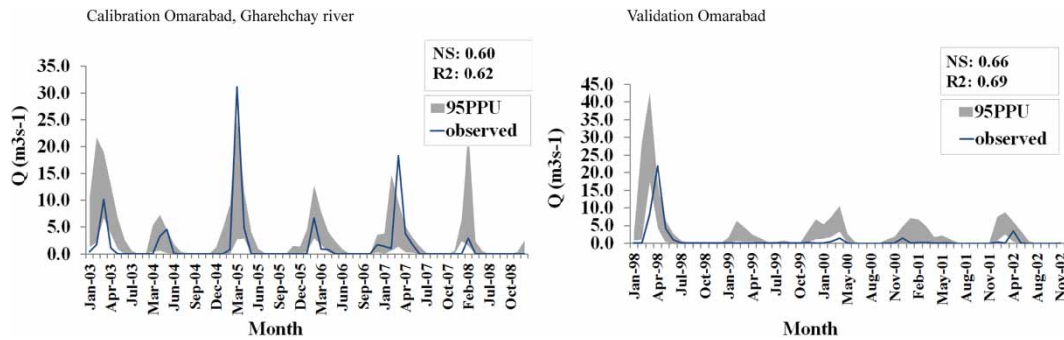 Calibration Omarabad, Gharehchay river
NS: 0.60
R2: 0.62
95PPU
observed
Q (m3s-1)
35.0
30.0
25.0
20.0
15.0
10.0
5.0
0.0
Jan-03
Apr-03
Mar-04
Jun-04
Sep-04
Dec-04
Mar-05
Jun-05
Sep-05
Dec-05
Mar-06
Jun-06
Sep-06
Jan-07
Apr-07
Jul-07
Oct-07
Feb-08
Jul-08
Oct-08
Month
Validation Omarabad
NS: 0.66
R2: 0.69
95PPU
observed
Q (m3s-1)
45.0
40.0
35.0
30.0
25.0
20.0
15.0
10.0
5.0
0.0
Jan-98
Apr-98
Jul-98
Oct-98
Jan-99
Apr-99
Jul-99
Oct-99
Jan-00
May-00
Aug-00
Nov-00
Feb-01
May-01
Aug-01
Nov-01
Apr-02
Aug-02
Nov-02
Month